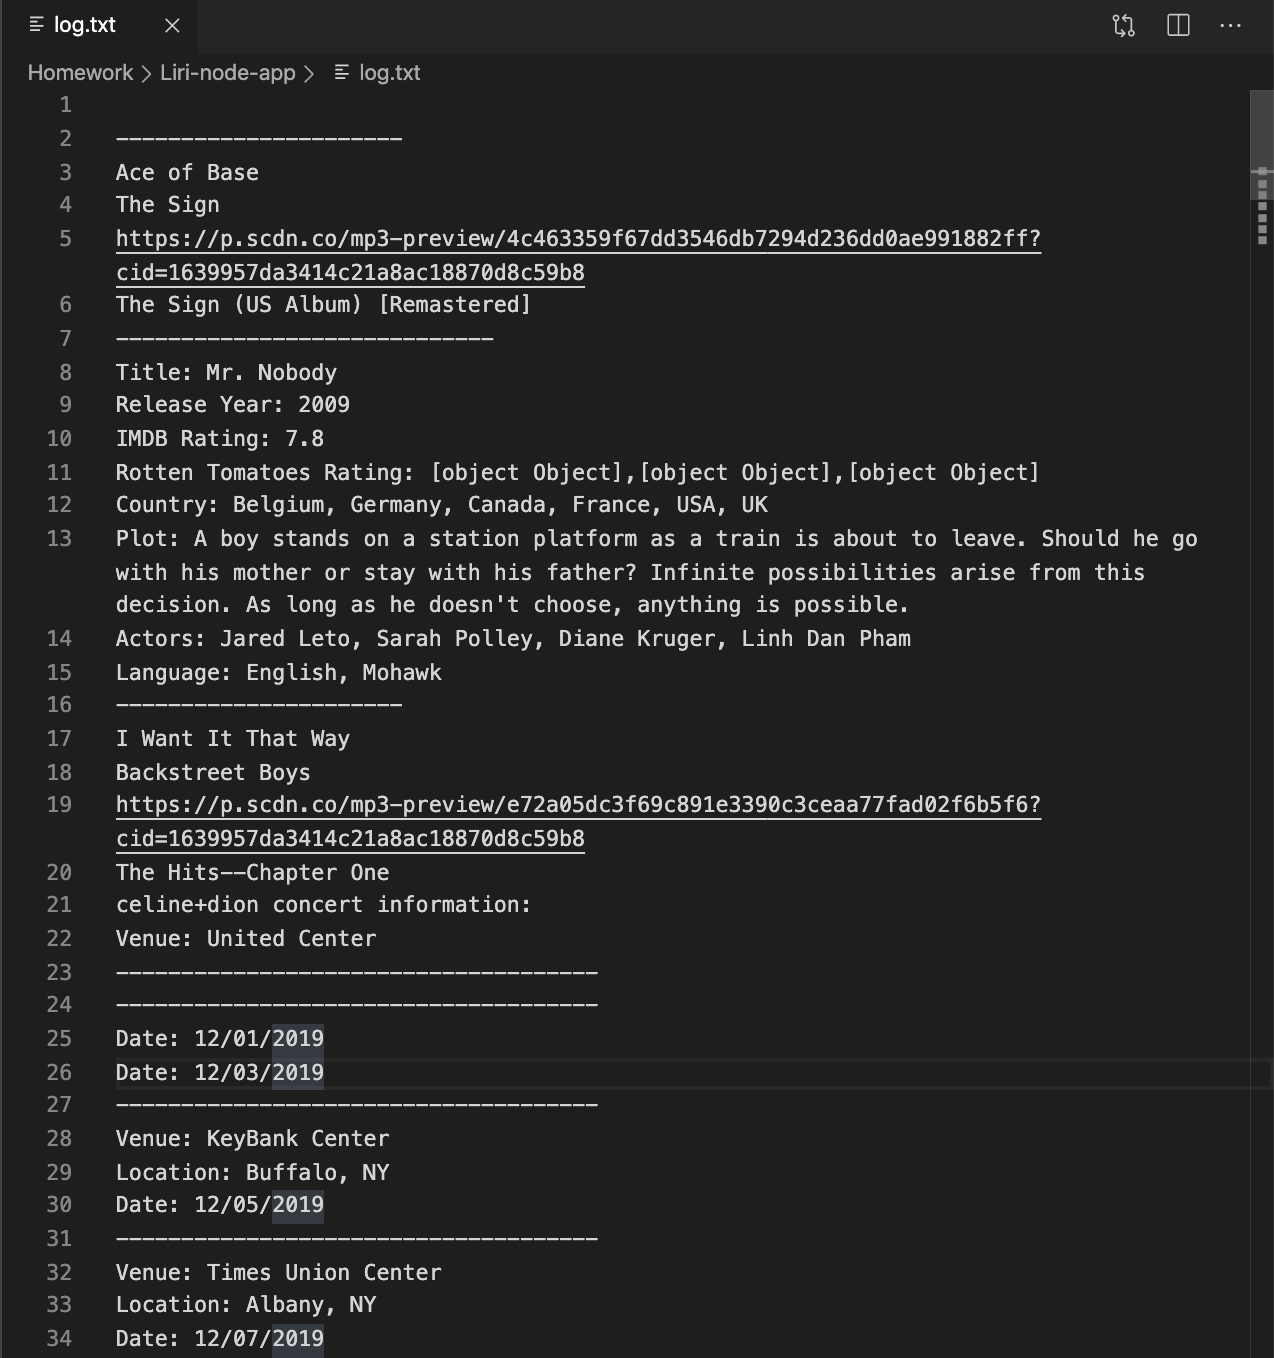 log.txt
Homework > Liri-node-app > log.txt
1
2 ----------------------
3 Ace of Base
4 The Sign
5 https://p.scdn.co/mp3-preview/4c463359f67dd3546db7294d236dd0ae991882ff?
cid=1639957da3414c21a8ac18870d8c59b8
6 The Sign (US Album) [Remastered]
7 -----------------------------
8 Title: Mr. Nobody
9 Release Year: 2009
10 IMDB Rating: 7.8
11 Rotten Tomatoes Rating: [object Object],[object Object],[object Object]
12 Country: Belgium, Germany, Canada, France, USA, UK
13 Plot: A boy stands on a station platform as a train is about to leave. Should he go
with his mother or stay with his father? Infinite possibilities arise from this
decision. As long as he doesn't choose, anything is possible.
14 Actors: Jared Leto, Sarah Polley, Diane Kruger, Linh Dan Pham
15 Language: English, Mohawk
16 ----------------------
17 I Want It That Way
18 Backstreet Boys
19 https://p.scdn.co/mp3-preview/e72a05dc3f69c891e3390c3ceaa77fad02f6b5f6?
cid=1639957da3414c21a8ac18870d8c59b8
20 The Hits--Chapter One
21 celine+dion concert information:
22 Venue: United Center
23 -------------------------------------
24 -------------------------------------
25 Date: 12/01/2019
26 Date: 12/03/2019
27 -------------------------------------
28 Venue: KeyBank Center
29 Location: Buffalo, NY
30 Date: 12/05/2019
31 -------------------------------------
32 Venue: Times Union Center
33 Location: Albany, NY
34 Date: 12/07/2019